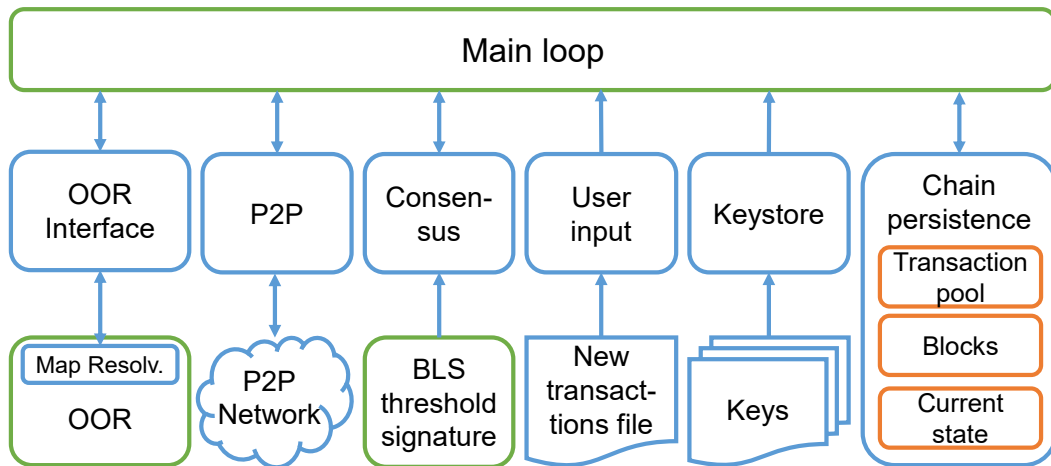 Main loop
OOR
Interface
P2P
Consen-
sus
User
input
Keystore
Chain
persistence
Transaction
pool
Blocks
Current
state
Map Resolv.
OOR
P2P
Network
BLS
threshold
signature
New
transact-
tions file
Keys